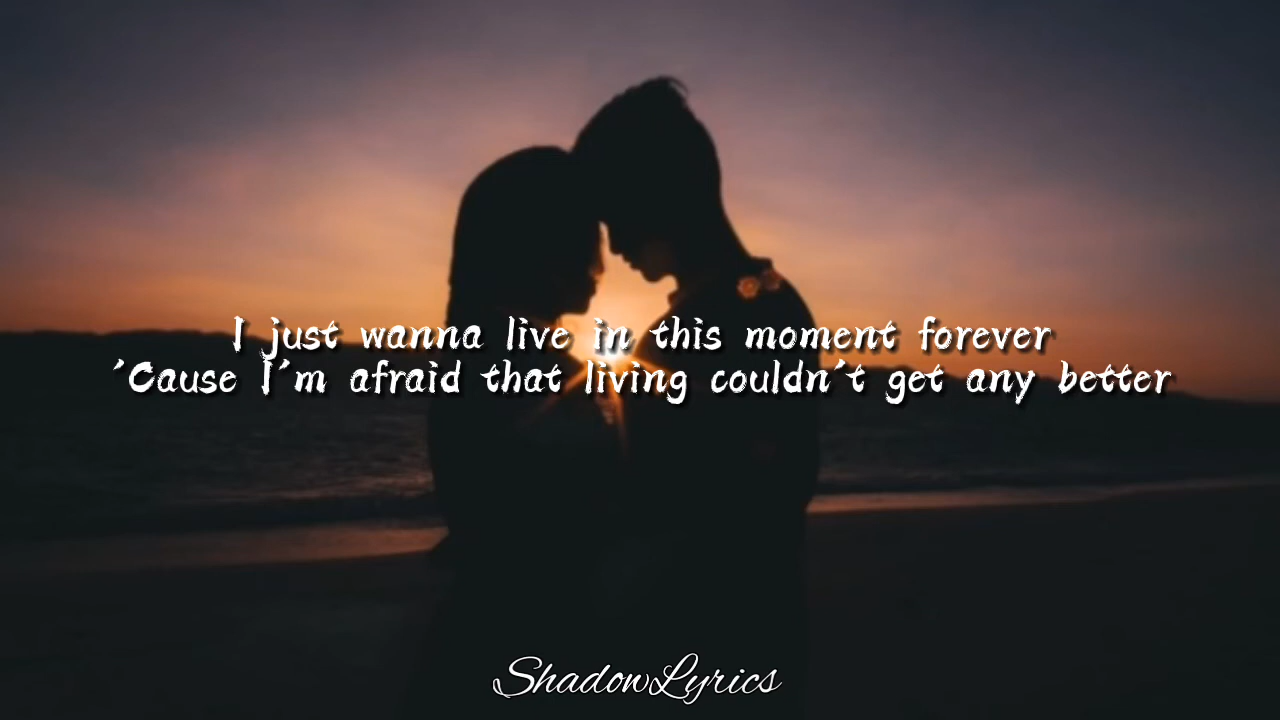 I just wanna live in this moment forever
'Cause I'm afraid that living couldn't get any better
ShadowLyrics